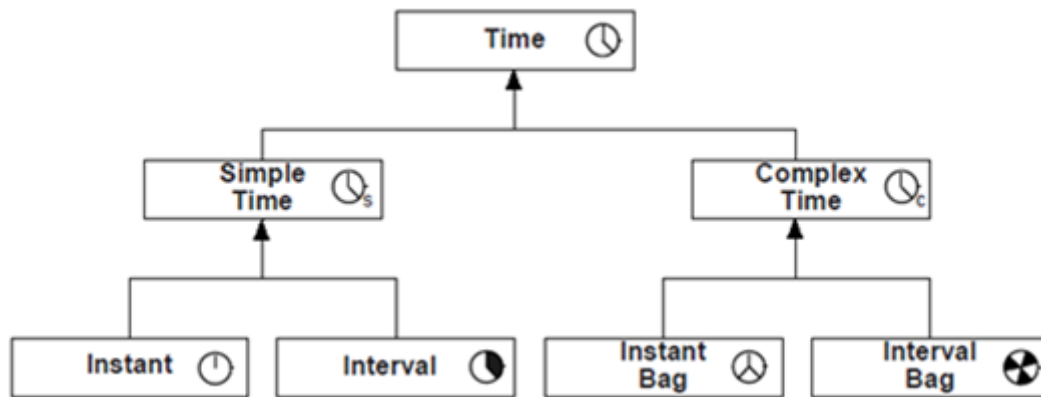 Time
Simple
Time
S
Complex
Time
C
Instant
Interval
Instant
Bag
Interval
Bag